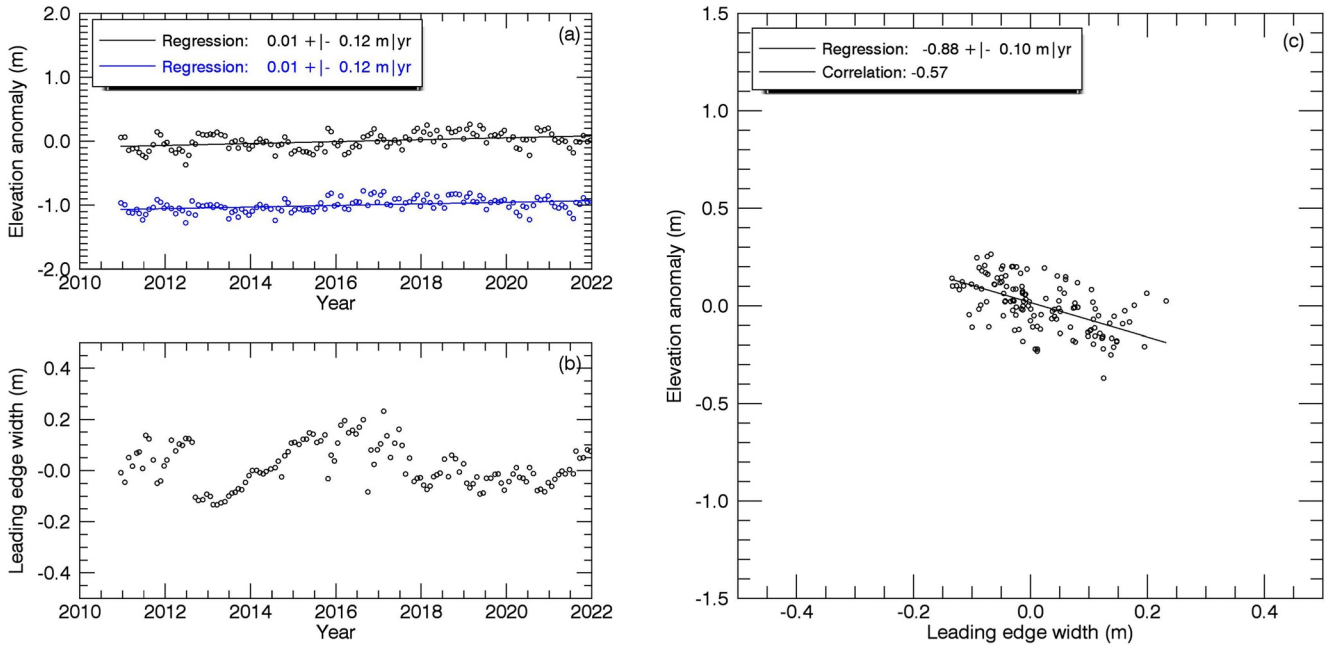 2.0
1.0
0.0
-1.0
-2.0
Elevation anomaly (m)
Regression: 0.01 +|- 0.12 m|yr
Regression: 0.01 +|- 0.12 m|yr
(a)
2010 2012 2014 2016 2018 2020 2022
Year
0.4
0.2
-0.0
-0.2
-0.4
Leading edge width (m)
(b)
2010 2012 2014 2016 2018 2020 2022
Year
1.5
1.0
0.5
0.0
-0.5
-1.0
-1.5
Elevation anomaly (m)
Regression: -0.88 +|- 0.10 m|yr
Correlation: -0.57
(c)
-0.4 -0.2 0.0 0.2 0.4
Leading edge width (m)